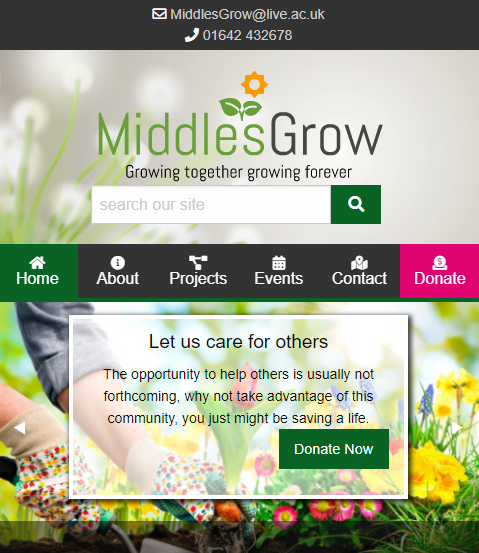 MiddlesGrow@live.ac.uk
01642 432678
MiddlesGrow
Growing together growing forever
search our site
Home About Projects Events Contact Donate
Let us care for others
The opportunity to help others is usually not
forthcoming, why not take advantage of this
community, you just might be saving a life.
Donate Now